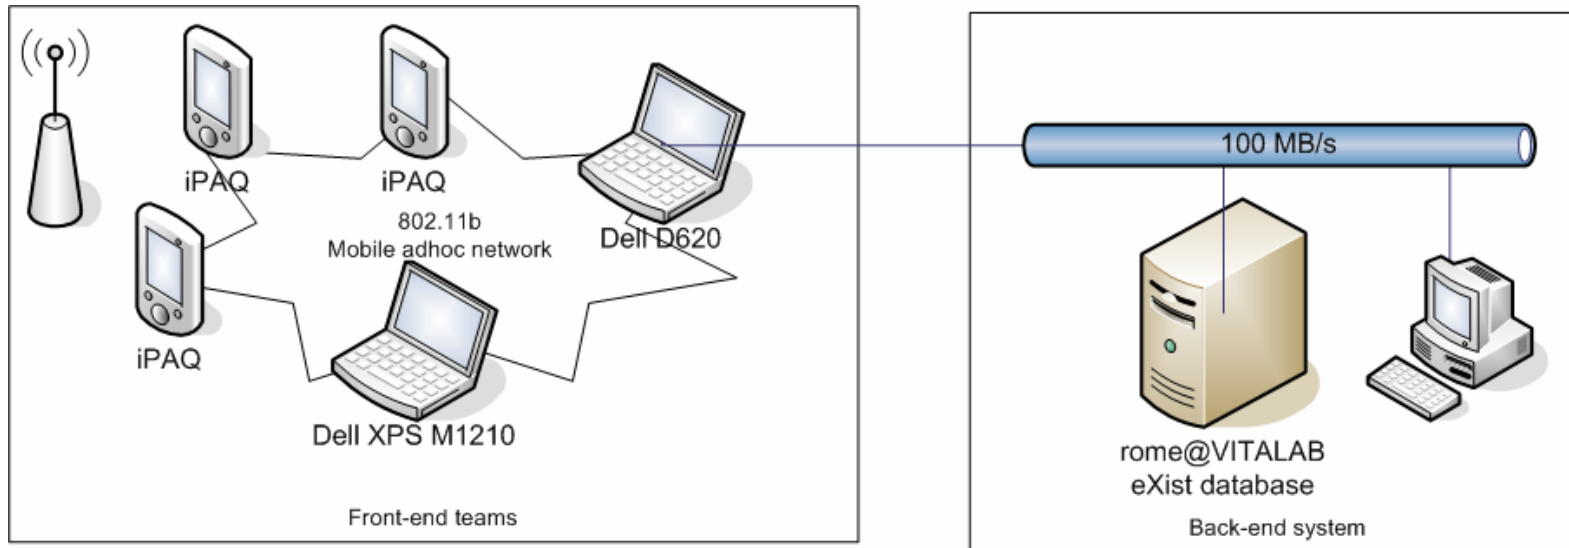 iPAQ
iPAQ
iPAQ
802.11b
Mobile adhoc network
Dell D620
Dell XPS M1210
Front-end teams
100 MB/s
rome@VITALAB
eXist database
Back-end system